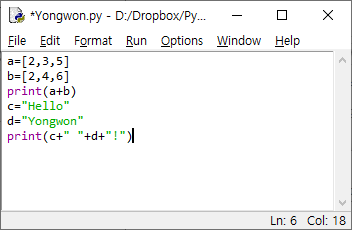 *Yongwon.py - D:/Dropbox/Py...
File Edit Format Run Options Window Help
a=[2,3,5]
b=[2,4,6]
print(a+b)
c="Hello"
d="Yongwon"
print(c+" "+d+"!")
Ln: 6 Col: 18